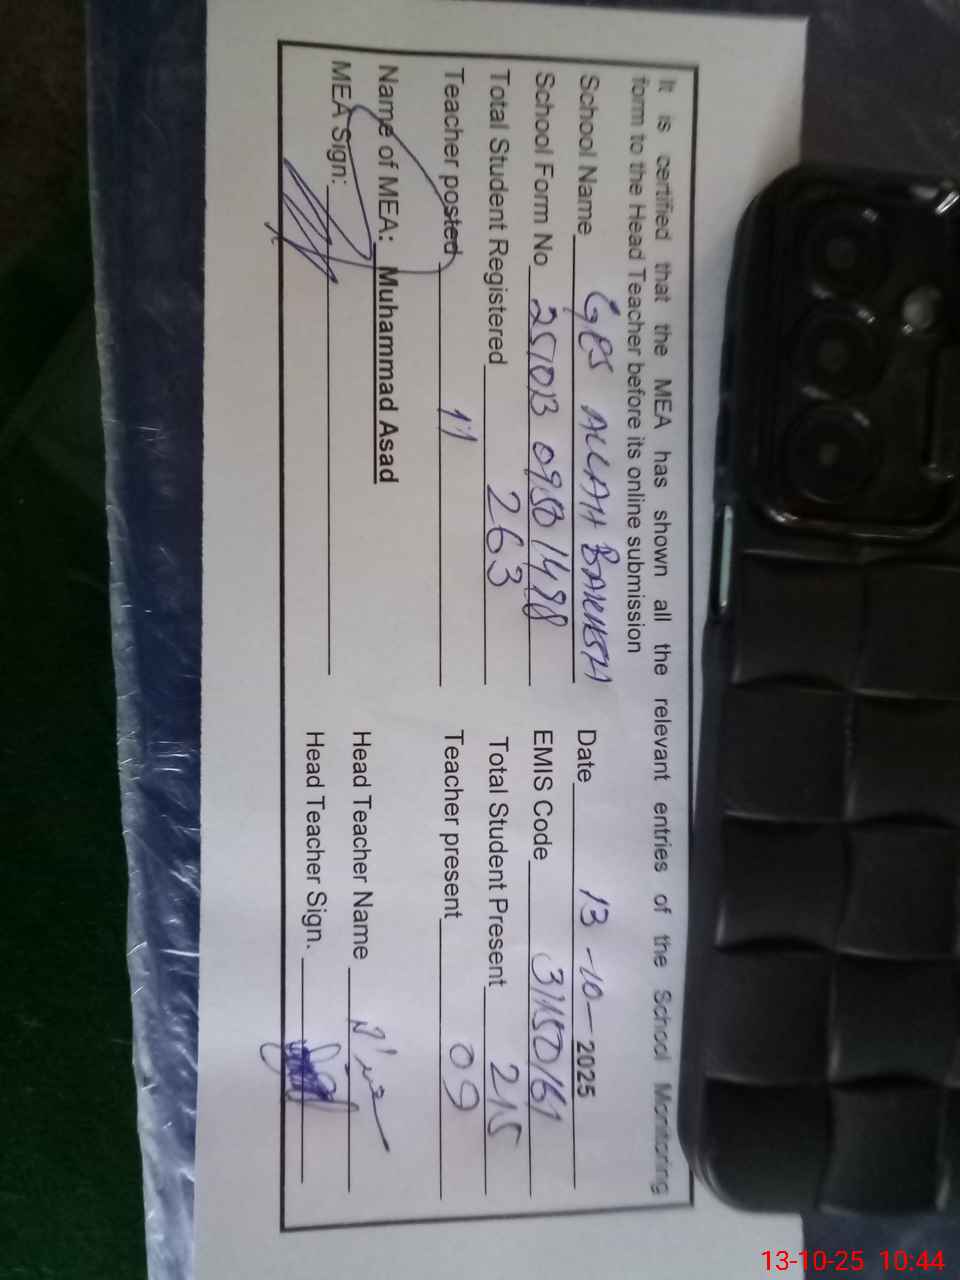 It is certified that the MEA has shown all the relevant entries of the School Monitoring
form to the Head Teacher before its online submission
School Name GES ALLAH BAKHSH Date 13-10-2025
School Form No 251013 0950 1498 EMIS Code 31150161
Total Student Registered 263 Total Student Present 215
Teacher posted 11 Teacher present 09
Name of MEA: Muhammad Asad Head Teacher Name
MEA Sign: Head Teacher Sign.
13-10-25 10:44